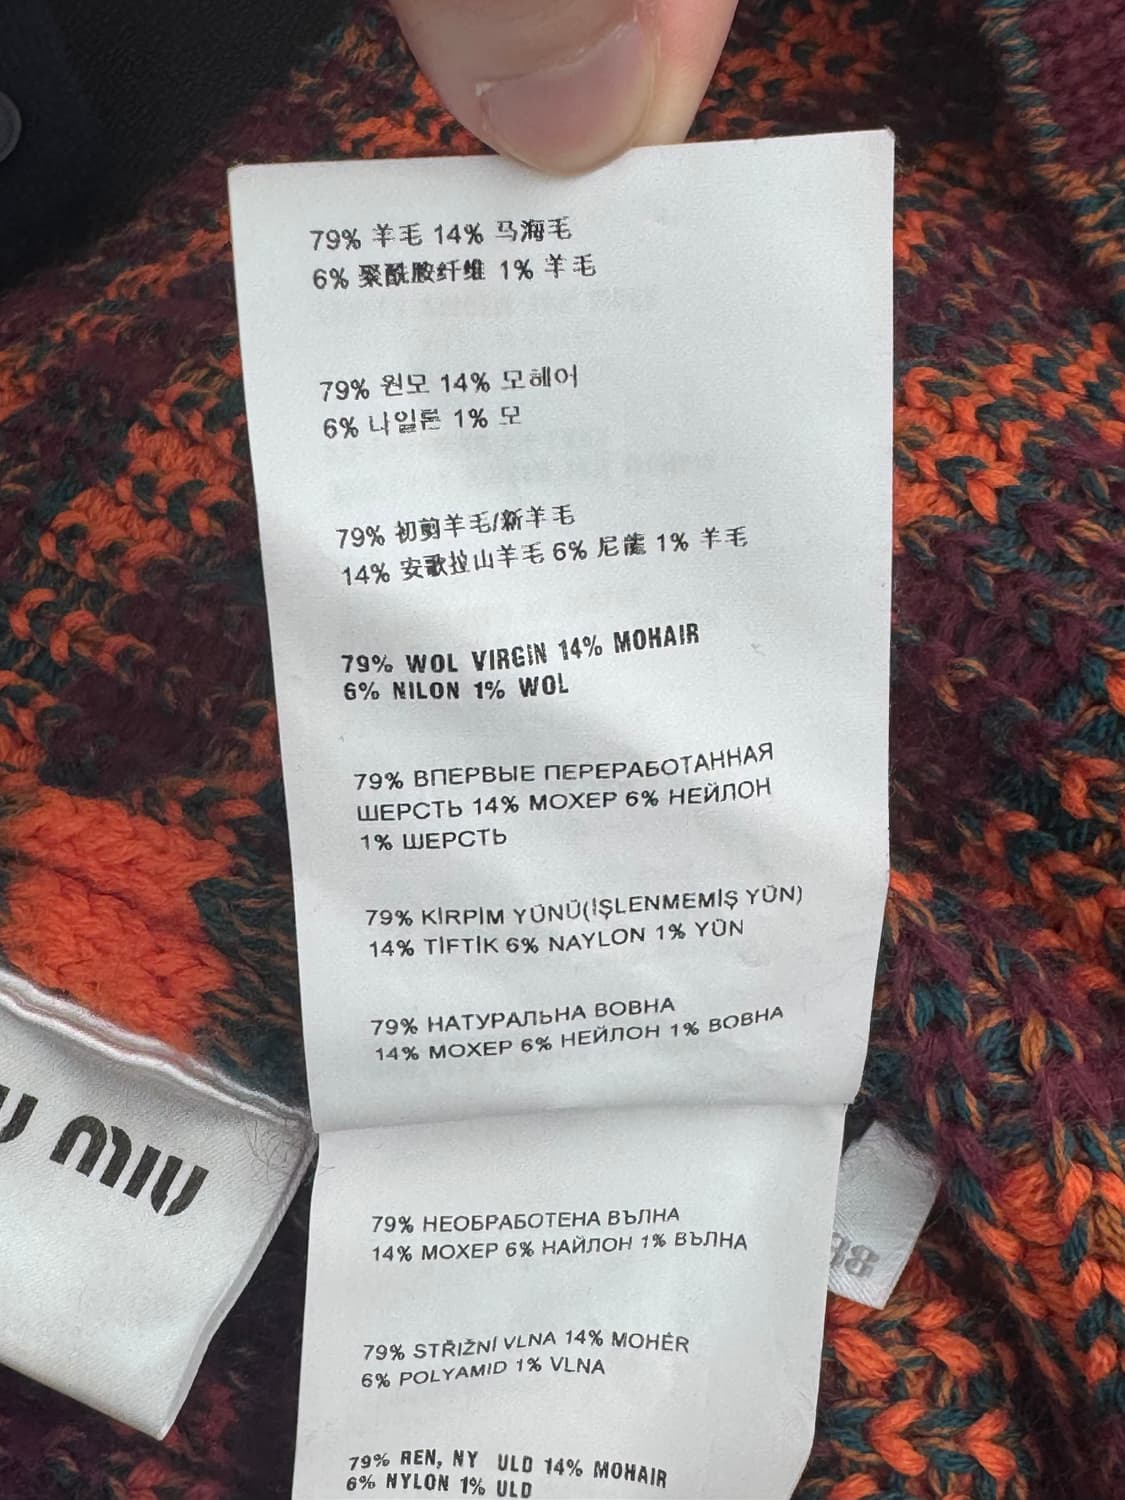 79% 羊毛 14% 马海毛
6% 聚酰胺纤维 1% 羊毛
79% 원모 14% 모헤어
6% 나일론 1% 모
79% 初剪羊毛/新羊毛
14% 安歌拉山羊毛 6% 尼龍 1% 羊毛
79% WOL VIRGIN 14% MOHAIR
6% NILON 1% WOL
79% ВПЕРВЫЕ ПЕРЕРАБОТАННАЯ
ШЕРСТЬ 14% МОХЕР 6% НЕЙЛОН
1% ШЕРСТЬ
79% KİRPİM YÜNÜ(İŞLENMEMİŞ YÜN)
14% TİFTİK 6% NAYLON 1% YÜN
79% НАТУРАЛЬНА ВОВНА
14% МОХЕР 6% НЕЙЛОН 1% ВОВНА
79% НЕОБРАБОТЕНА ВЪЛНА
14% МОХЕР 6% НАЙЛОН 1% ВЪЛНА
79% STŘIŽNÍ VLNA 14% MOHÉR
6% POLYAMID 1% VLNA
79% REN, NY ULD 14% MOHAIR
6% NYLON 1% ULD
MIU
38